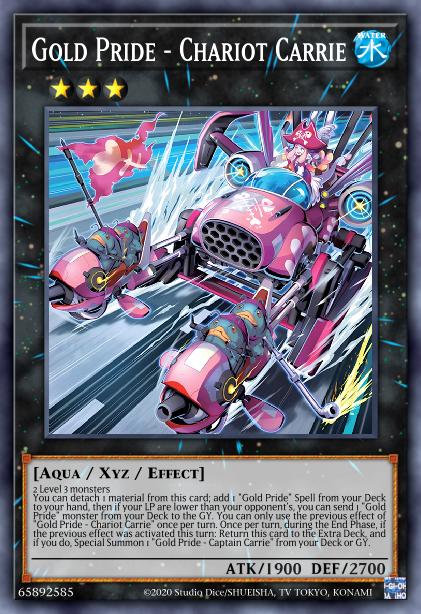 GOLD PRIDE - CHARIOT CARRIE
WATER
水
[AQUA / XYZ / EFFECT]
2 Level 3 monsters
You can detach 1 material from this card; add 1 "Gold Pride" Spell from your Deck
to your hand, then if your LP are lower than your opponent's, you can send 1 "Gold
Pride" monster from your Deck to the GY. You can only use the previous effect of
"Gold Pride - Chariot Carrie" once per turn. Once per turn, during the End Phase, if
the previous effect was activated this turn: Return this card to the Extra Deck, and
if you do, Special Summon 1 "Gold Pride - Captain Carrie" from your Deck or GY.
ATK/1900 DEF/2700
65892585
©2020 Studio Dice/SHUEISHA, TV TOKYO, KONAMI